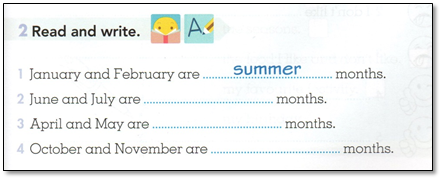 2 Read and write. A
1 January and February are summer months.
2 June and July are months.
3 April and May are months.
4 October and November are months.